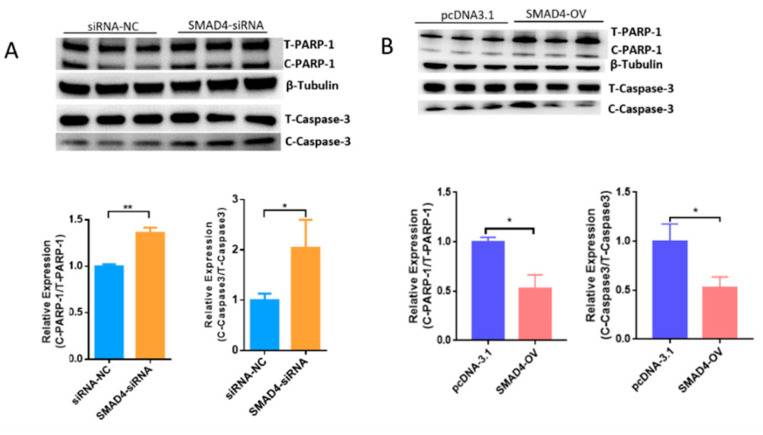 A
siRNA-NC SMAD4-siRNA
T-PARP-1
C-PARP-1
β-Tubulin
T-Caspase-3
C-Caspase-3
B
pcDNA3.1 SMAD4-OV
T-PARP-1
C-PARP-1
β-Tubulin
T-Caspase-3
C-Caspase-3
Relative Expression
(C-PARP-1/T-PARP-1)
1.5
1.0
0.5
0.0
**
siRNA-NC
SMAD4-siRNA
Relative Expression
(C-Caspase3/T-Caspase3)
3
2
1
0
*
siRNA-NC
SMAD4-siRNA
Relative Expression
(C-PARP-1/T-PARP-1)
1.5
1.0
0.5
0.0
*
pcDNA-3.1
SMAD4-OV
Relative Expression
(C-Caspase3/T-Caspase3)
1.5
1.0
0.5
0.0
*
pcDNA-3.1
SMAD4-OV